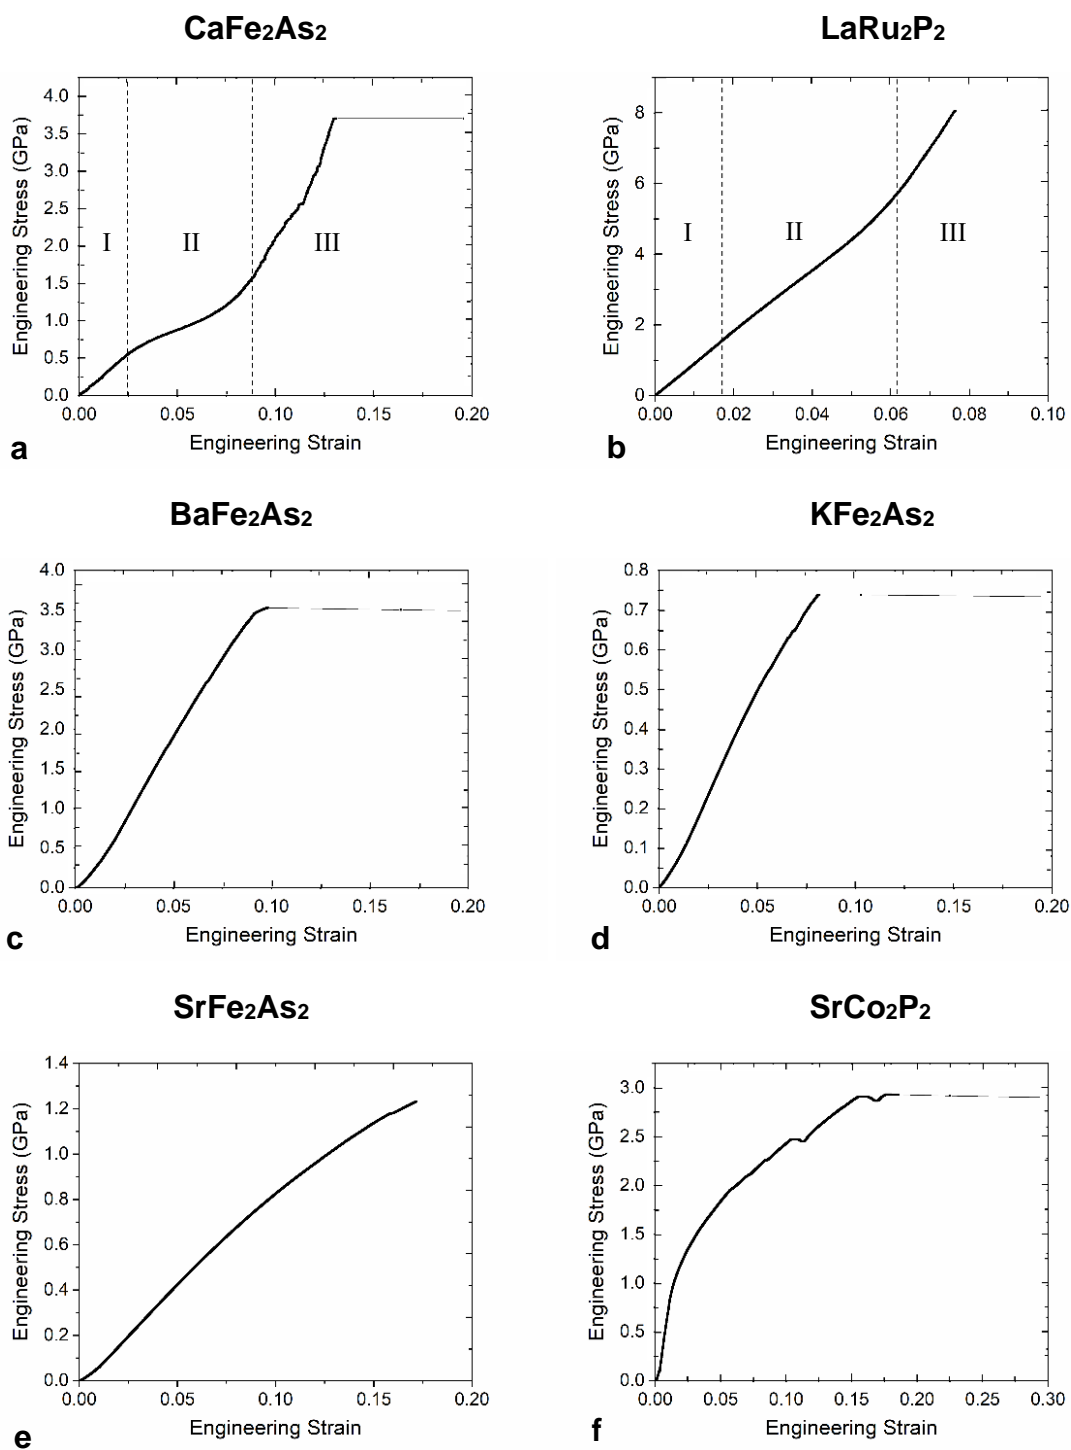 CaFe₂As₂
4.0
3.5
3.0
2.5
2.0
1.5
1.0
0.5
0.0
Engineering Stress (GPa)
I II III
0.00 0.05 0.10 0.15 0.20
Engineering Strain
a
LaRu₂P₂
8
6
4
2
0
Engineering Stress (GPa)
I II III
0.00 0.02 0.04 0.06 0.08 0.10
Engineering Strain
b
BaFe₂As₂
4.0
3.5
3.0
2.5
2.0
1.5
1.0
0.5
0.0
Engineering Stress (GPa)
0.00 0.05 0.10 0.15 0.20
Engineering Strain
c
KFe₂As₂
0.8
0.7
0.6
0.5
0.4
0.3
0.2
0.1
0.0
Engineering Stress (GPa)
0.00 0.05 0.10 0.15 0.20
Engineering Strain
d
SrFe₂As₂
1.4
1.2
1.0
0.8
0.6
0.4
0.2
0.0
Engineering Stress (GPa)
0.00 0.05 0.10 0.15 0.20
Engineering Strain
e
SrCo₂P₂
3.0
2.5
2.0
1.5
1.0
0.5
0.0
Engineering Stress (GPa)
0.00 0.05 0.10 0.15 0.20 0.25 0.30
Engineering Strain
f